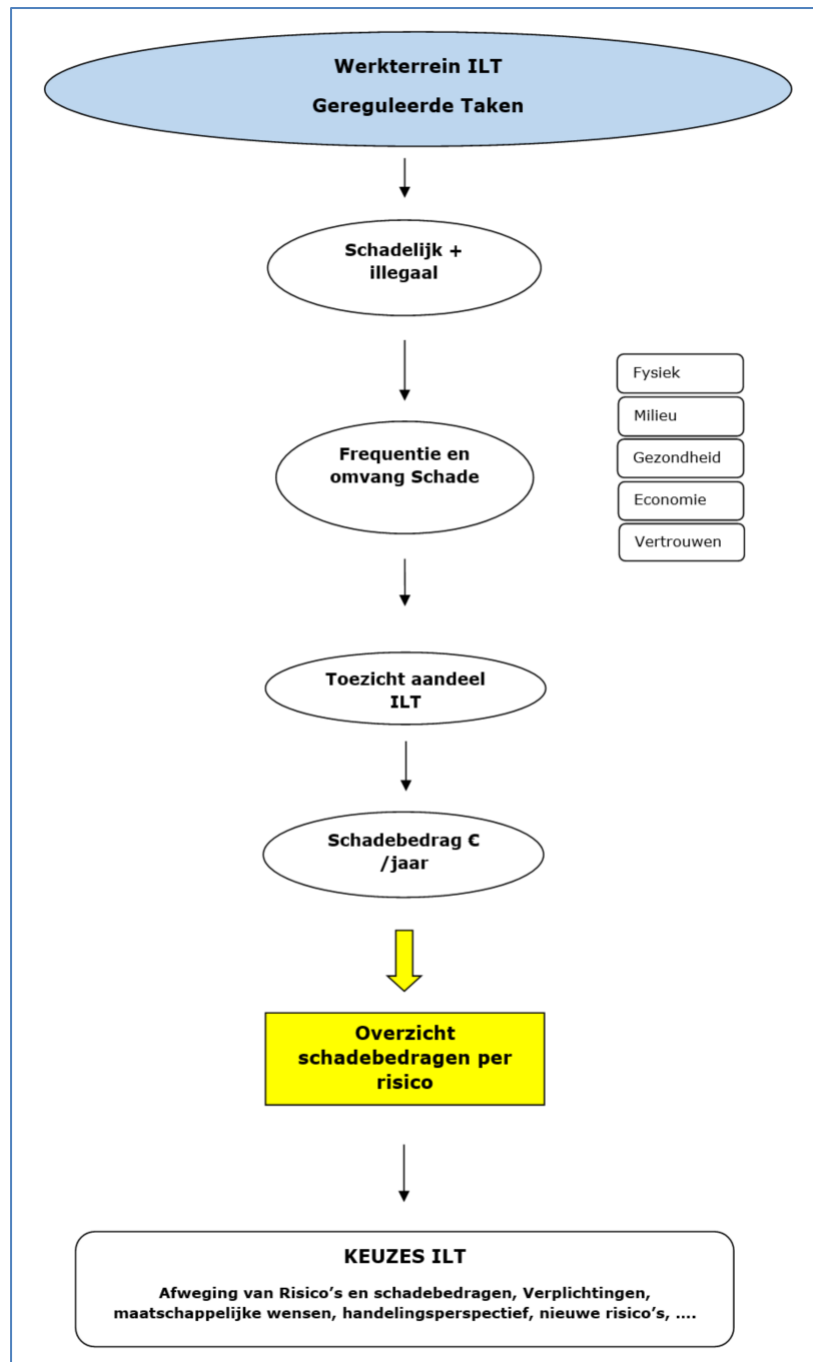 Werkterrein ILT
Gereguleerde Taken
Schadelijk +
illegaal
Frequentie en
omvang Schade
Fysiek
Milieu
Gezondheid
Economie
Vertrouwen
Toezicht aandeel
ILT
Schadebedrag €
/jaar
Overzicht
schadebedragen per
risico
KEUZES ILT
Afweging van Risico’s en schadebedragen, Verplichtingen,
maatschappelijke wensen, handelingsperspectief, nieuwe risico’s, ....